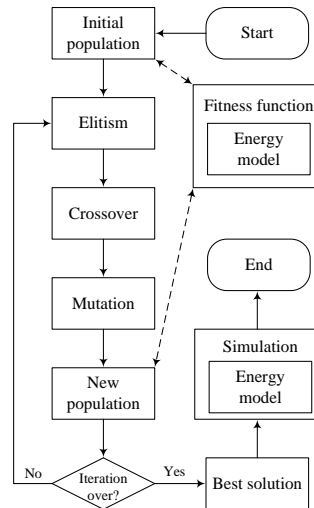 Initial
population
Start
Elitism
Fitness function
Energy
model
Crossover
Mutation
End
New
population
Simulation
Energy
model
No
Iteration
over?
Yes
Best solution